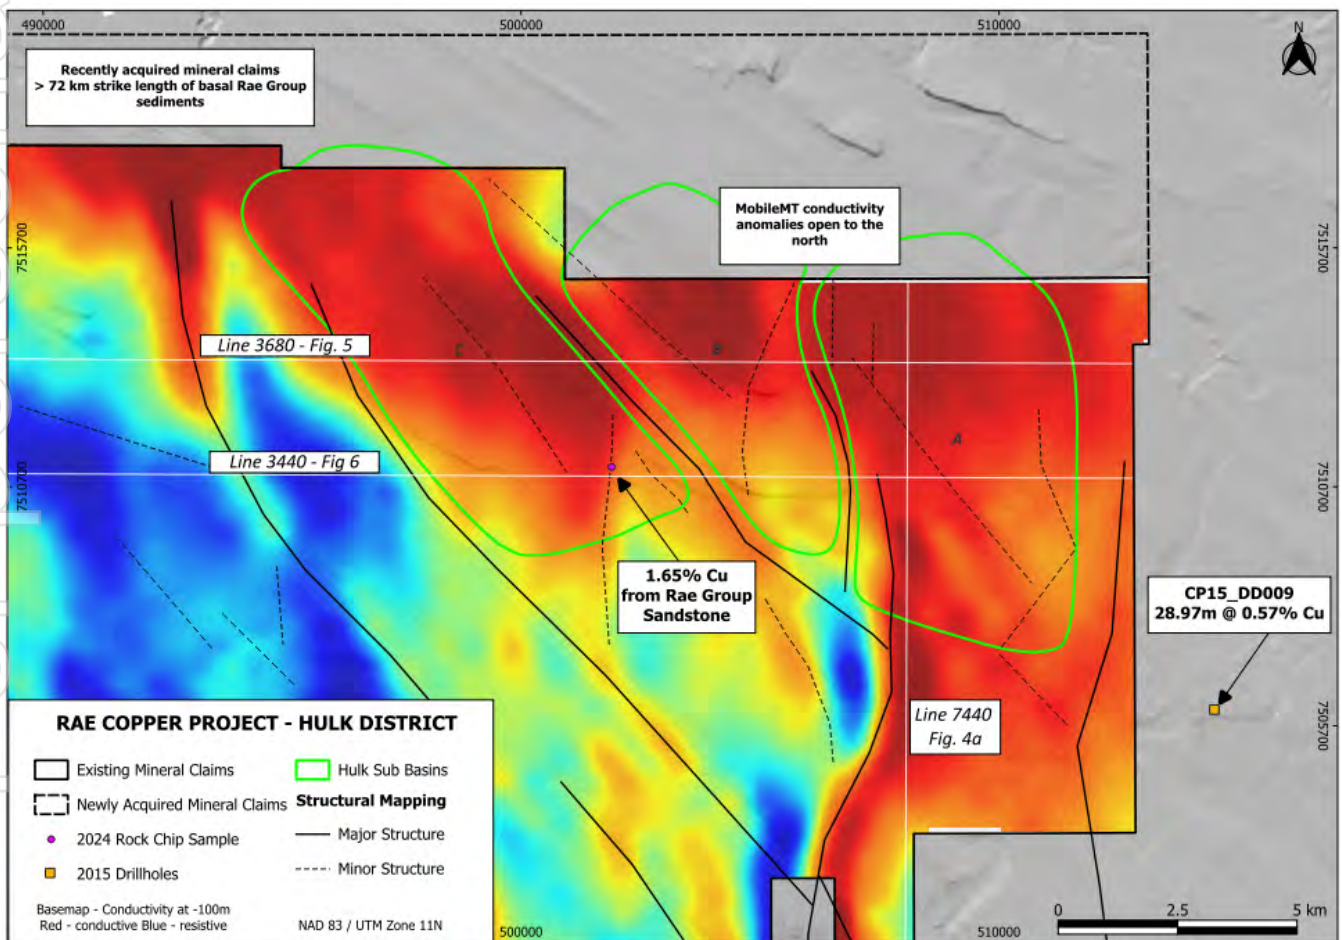 490000
500000
510000
N
Recently acquired mineral claims
> 72 km strike length of basal Rae Group
sediments
MobileMT conductivity
anomalies open to the
north
7515700
7515700
Line 3680 - Fig. 5
C
B
A
Line 3440 - Fig 6
7510700
7510700
1.65% Cu
from Rae Group
Sandstone
CP15_DD009
28.97m @ 0.57% Cu
Line 7440
Fig. 4a
7505700
RAE COPPER PROJECT - HULK DISTRICT
Existing Mineral Claims
Hulk Sub Basins
Newly Acquired Mineral Claims
Structural Mapping
2024 Rock Chip Sample
Major Structure
2015 Drillholes
Minor Structure
Basemap - Conductivity at -100m
Red - conductive Blue - resistive
NAD 83 / UTM Zone 11N
0 2.5 5 km
500000
510000